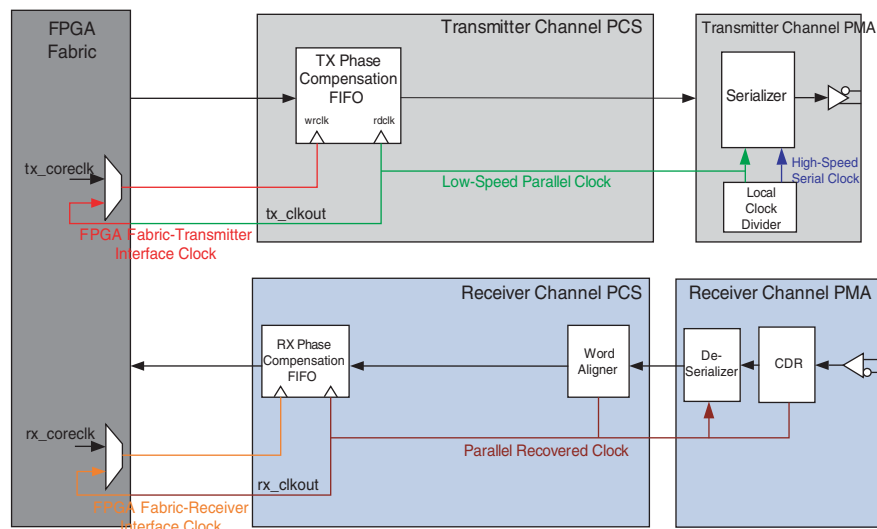 FPGA
Fabric
Transmitter Channel PCS
Transmitter Channel PMA
TX Phase
Compensation
FIFO
wrclk
rdclk
Serializer
tx_coreclk
Low-Speed Parallel Clock
High-Speed
Serial Clock
Local
Clock
Divider
tx_clkout
FPGA Fabric-Transmitter
Interface Clock
Receiver Channel PCS
Receiver Channel PMA
RX Phase
Compensation
FIFO
Word
Aligner
De-
Serializer
CDR
rx_coreclk
Parallel Recovered Clock
rx_clkout
FPGA Fabric-Receiver
Interface Clock